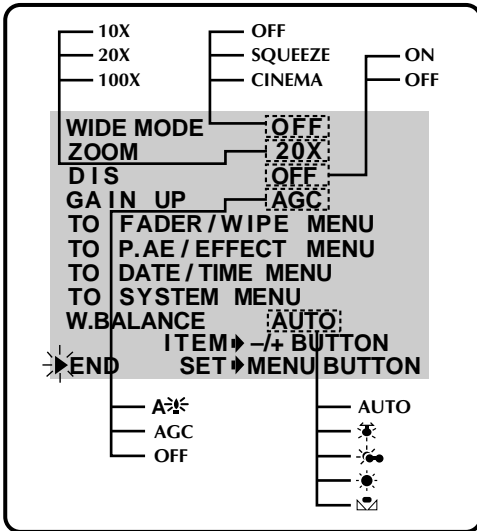 10X OFF
20X SQUEEZE ON
100X CINEMA OFF
WIDE MODE OFF
ZOOM 20X
DIS OFF
GAIN UP AGC
TO FADER/WIPE MENU
TO P.AE/EFFECT MENU
TO DATE/TIME MENU
TO SYSTEM MENU
W.BALANCE AUTO
ITEM ➧ –/+ BUTTON
▶END SET ➧ MENU BUTTON
A AUTO
AGC
OFF